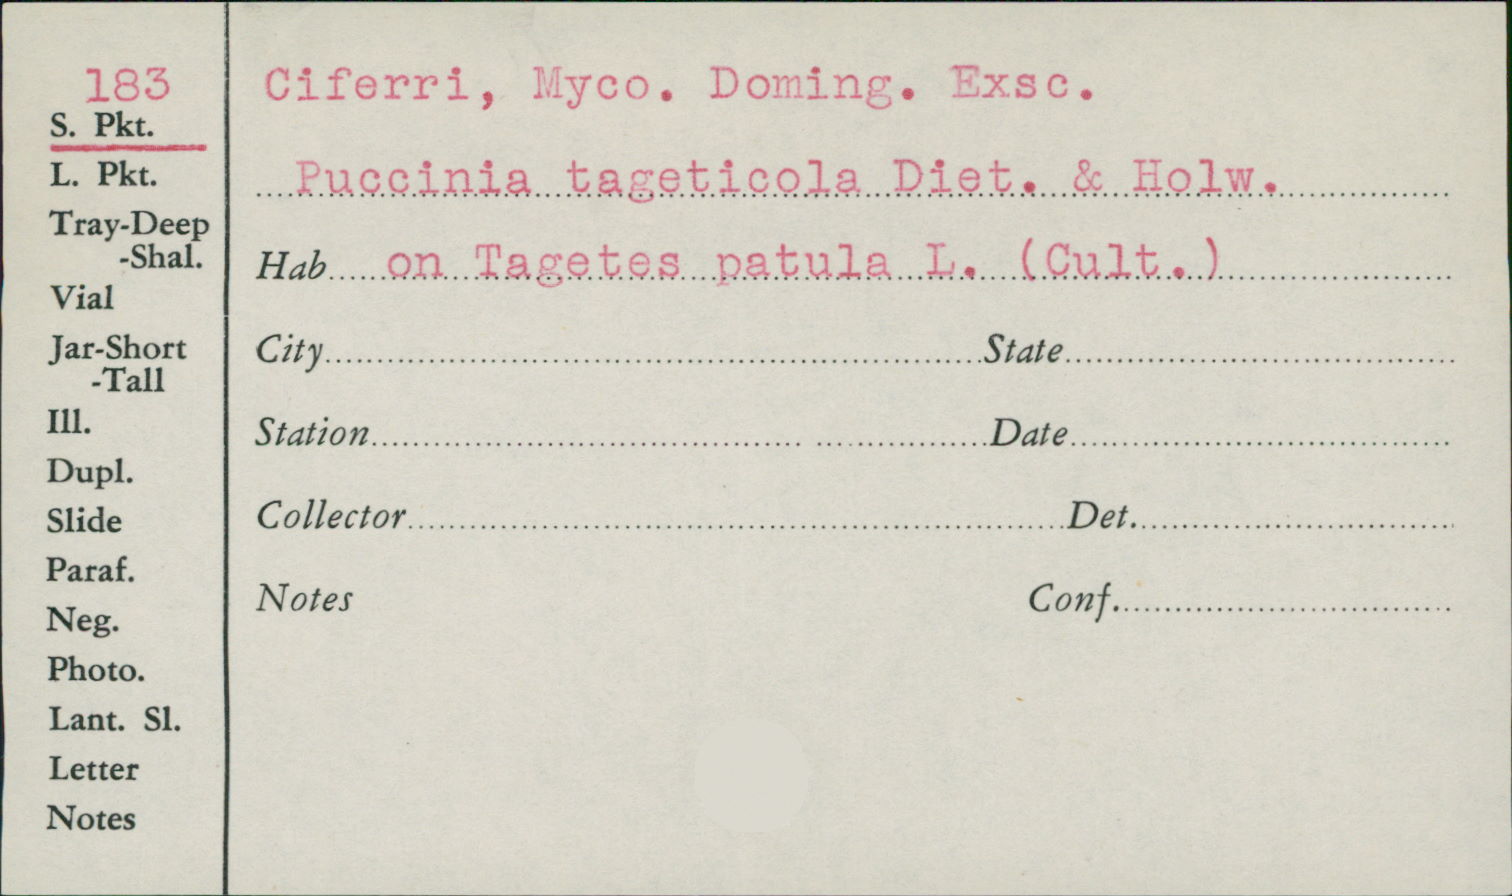 183
S. Pkt.
L. Pkt.
Tray-Deep
-Shal.
Vial
Jar-Short
-Tall
Ill.
Dupl.
Slide
Paraf.
Neg.
Photo.
Lant. Sl.
Letter
Notes
Ciferri, Myco. Doming. Exsc.
Puccinia tageticola Diet. & Holw.
Hab on Tagetes patula L. (Cult.)
City State
Station Date
Collector Det.
Notes Conf.